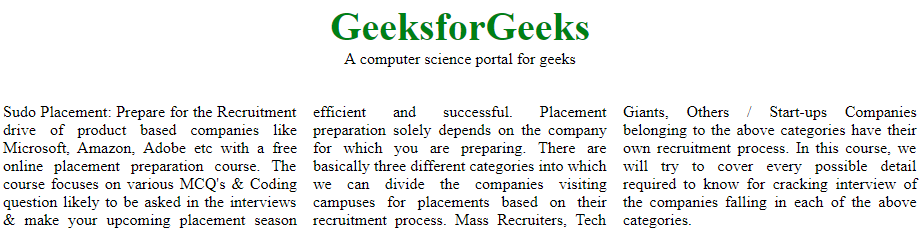 GeeksforGeeks
A computer science portal for geeks
Sudo Placement: Prepare for the Recruitment
drive of product based companies like
Microsoft, Amazon, Adobe etc with a free
online placement preparation course. The
course focuses on various MCQ's & Coding
question likely to be asked in the interviews
& make your upcoming placement season
efficient and successful. Placement
preparation solely depends on the company
for which you are preparing. There are
basically three different categories into which
we can divide the companies visiting
campuses for placements based on their
recruitment process. Mass Recruiters, Tech
Giants, Others / Start-ups Companies
belonging to the above categories have their
own recruitment process. In this course, we
will try to cover every possible detail
required to know for cracking interview of
the companies falling in each of the above
categories.